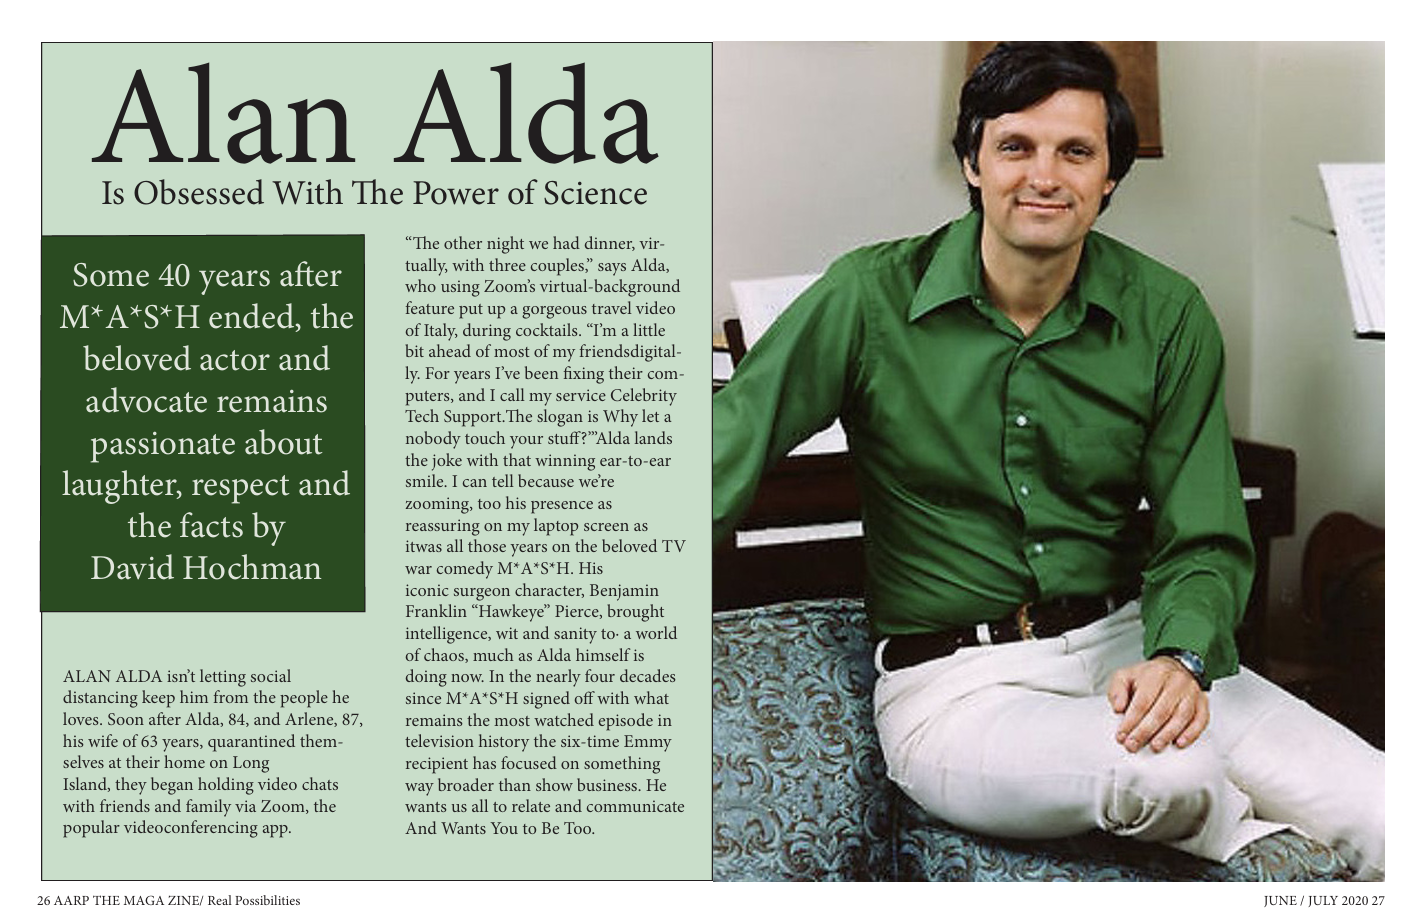 Alan Alda
Is Obsessed With The Power of Science
Some 40 years after
M*A*S*H ended, the
beloved actor and
advocate remains
passionate about
laughter, respect and
the facts by
David Hochman
ALAN ALDA isn’t letting social
distancing keep him from the people he
loves. Soon after Alda, 84, and Arlene, 87,
his wife of 63 years, quarantined them-
selves at their home on Long
Island, they began holding video chats
with friends and family via Zoom, the
popular videoconferencing app.
“The other night we had dinner, vir-
tually, with three couples,” says Alda,
who using Zoom’s virtual-background
feature put up a gorgeous travel video
of Italy, during cocktails. “I’m a little
bit ahead of most of my friendsdigital-
ly. For years I’ve been fixing their com-
puters, and I call my service Celebrity
Tech Support.The slogan is Why let a
nobody touch your stuff?’”Alda lands
the joke with that winning ear-to-ear
smile. I can tell because we’re
zooming, too his presence as
reassuring on my laptop screen as
itwas all those years on the beloved TV
war comedy M*A*S*H. His
iconic surgeon character, Benjamin
Franklin “Hawkeye” Pierce, brought
intelligence, wit and sanity to· a world
of chaos, much as Alda himself is
doing now. In the nearly four decades
since M*A*S*H signed off with what
remains the most watched episode in
television history the six-time Emmy
recipient has focused on something
way broader than show business. He
wants us all to relate and communicate
And Wants You to Be Too.
26 AARP THE MAGA ZINE/ Real Possibilities
JUNE / JULY 2020 27